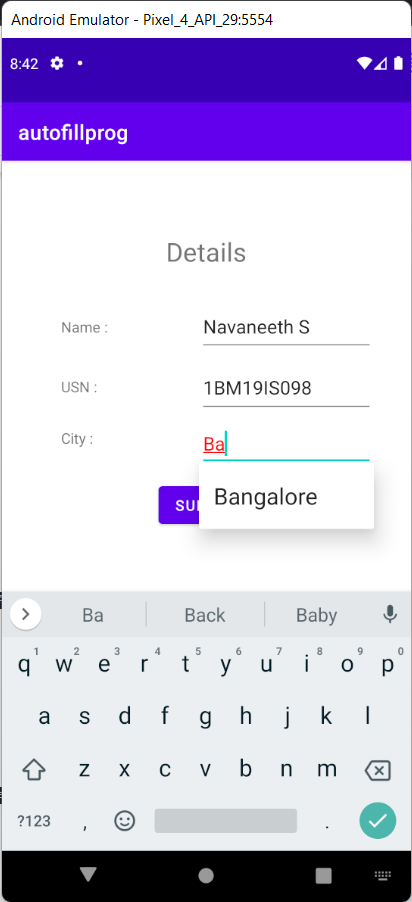 Android Emulator - Pixel_4_API_29:5554
8:42
autofillprog
Details
Name : Navaneeth S
USN : 1BM19IS098
City : Ba
SU
Bangalore
Ba Back Baby
q1 w2 e3 r4 t5 y6 u7 i8 o9 p0
a s d f g h j k l
z x c v b n m
?123 , .